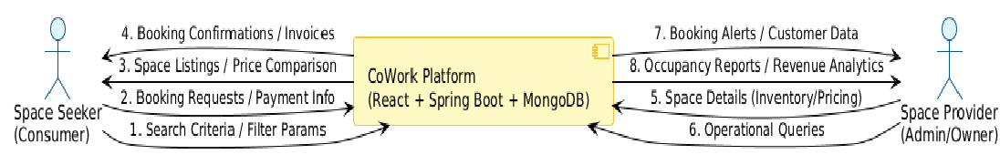 4. Booking Confirmations / Invoices
3. Space Listings / Price Comparison
2. Booking Requests / Payment Info
1. Search Criteria / Filter Params
Space Seeker
(Consumer)
CoWork Platform
(React + Spring Boot + MongoDB)
7. Booking Alerts / Customer Data
8. Occupancy Reports / Revenue Analytics
5. Space Details (Inventory/Pricing)
6. Operational Queries
Space Provider
(Admin/Owner)